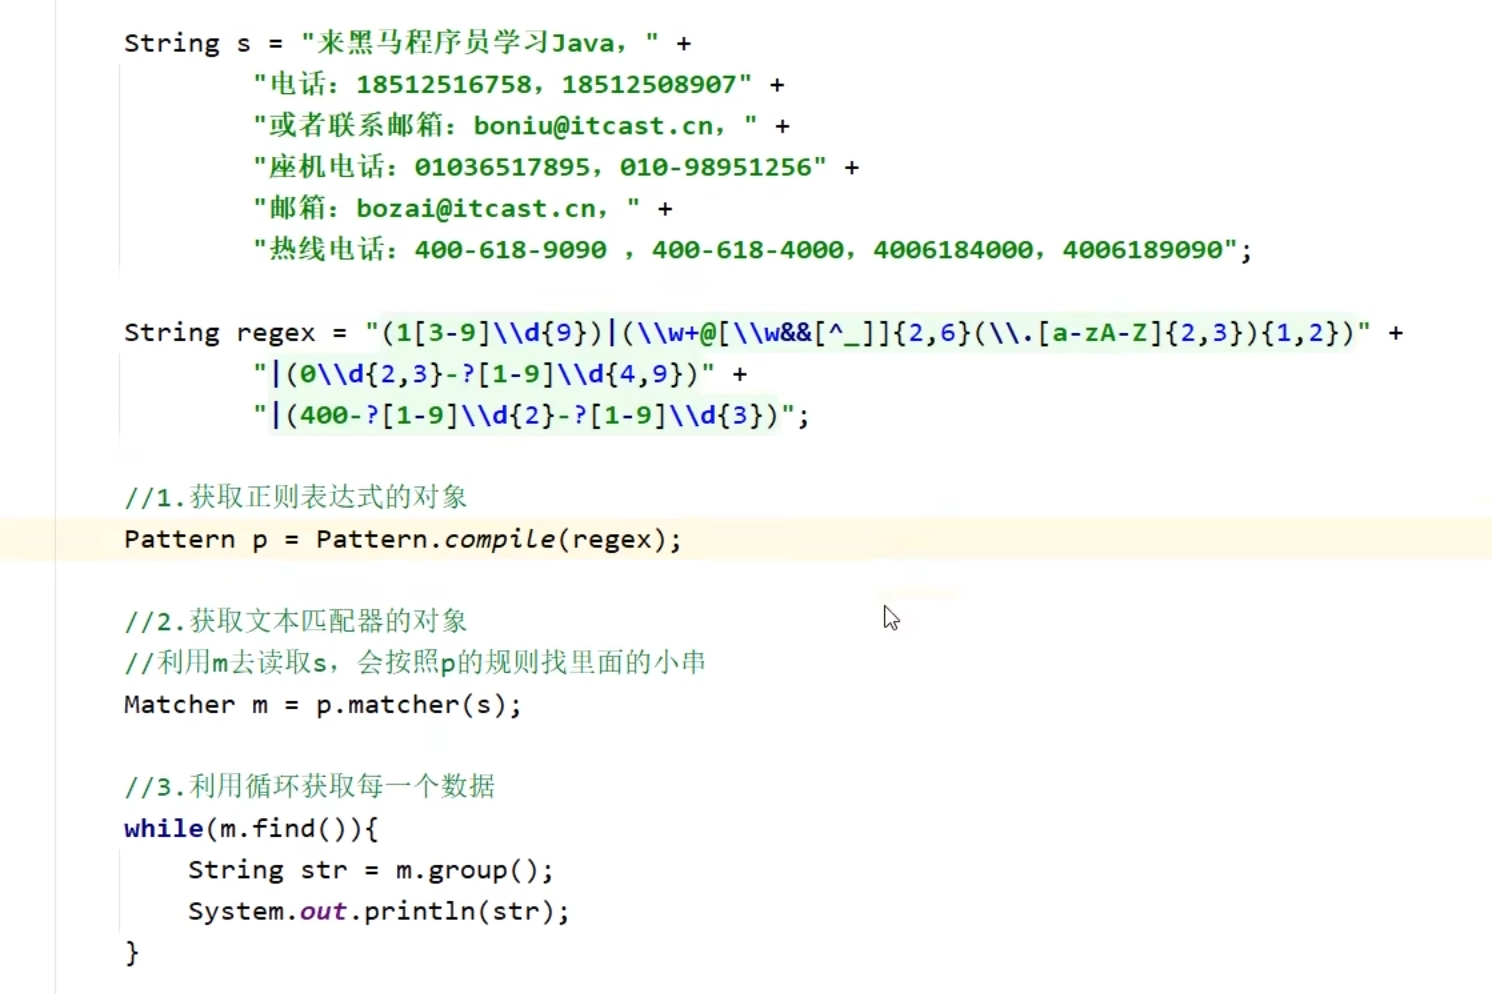 String s = "来黑马程序员学习Java，" +
"电话：18512516758，18512508907" +
"或者联系邮箱：boniu@itcast.cn，" +
"座机电话：01036517895，010-98951256" +
"邮箱：bozai@itcast.cn，" +
"热线电话：400-618-9090 ，400-618-4000，4006184000，4006189090";
String regex = "(1[3-9]\\d{9})|(\\w+@[\\w&&[^_]]{2,6}(\\.[a-zA-Z]{2,3}){1,2})" +
"|(0\\d{2,3}-?[1-9]\\d{4,9})" +
"|(400-?[1-9]\\d{2}-?[1-9]\\d{3})";
//1.获取正则表达式的对象
Pattern p = Pattern.compile(regex);
//2.获取文本匹配器的对象
//利用m去读取s，会按照p的规则找里面的小串
Matcher m = p.matcher(s);
//3.利用循环获取每一个数据
while(m.find()){
String str = m.group();
System.out.println(str);
}